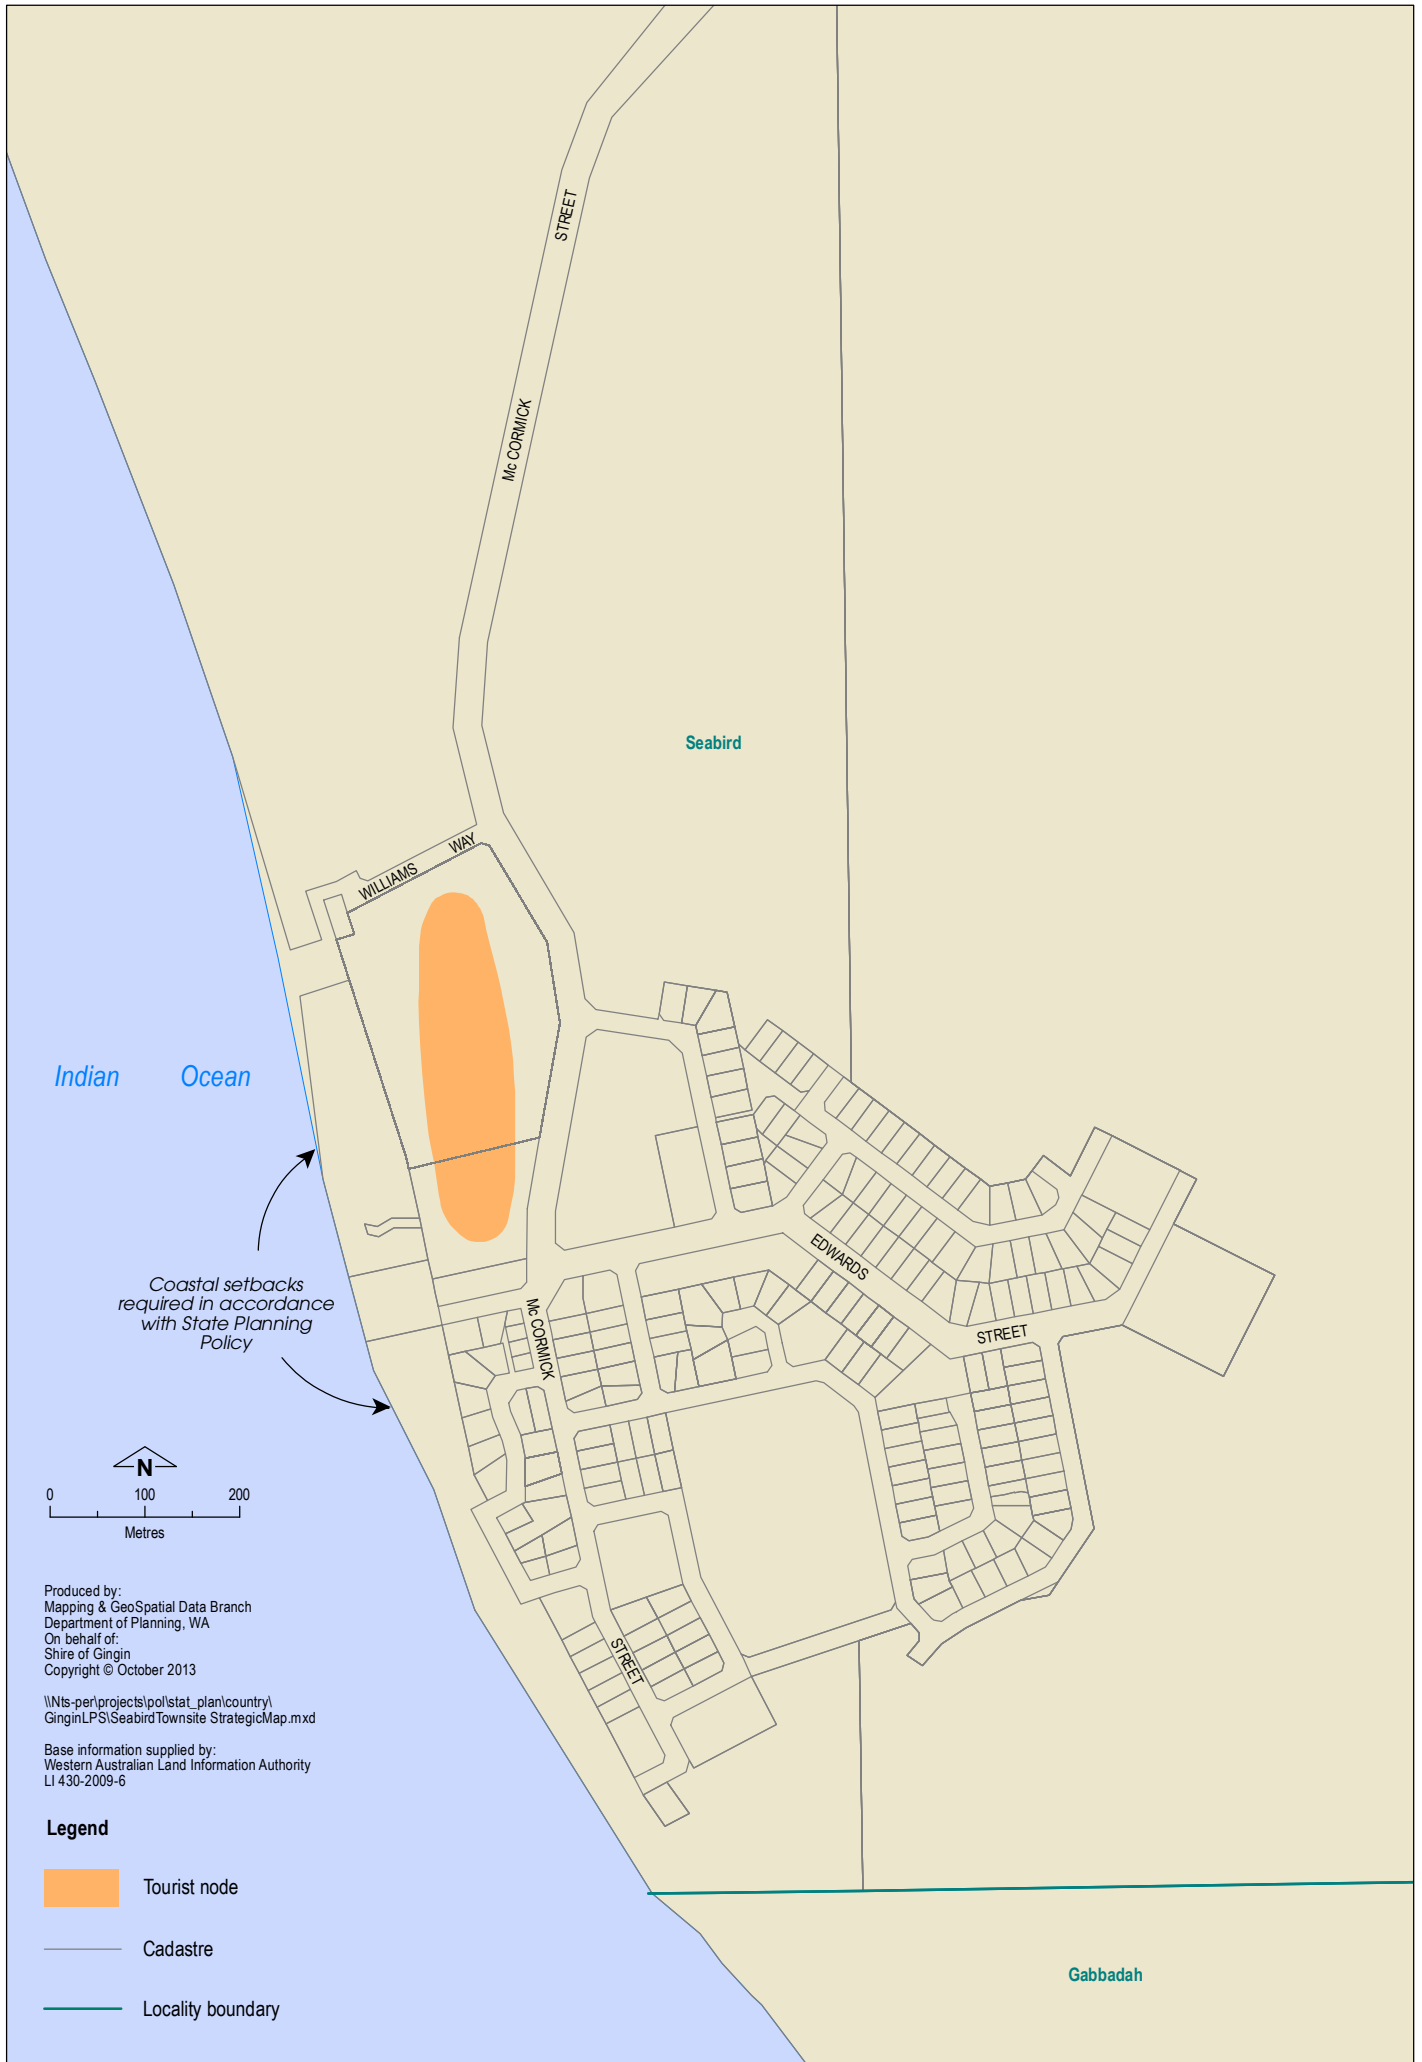 STREET
Mc CORMICK
Seabird
WILLIAMS WAY
Indian Ocean
EDWARDS
STREET
Coastal setbacks
required in accordance
with State Planning
Policy
Mc CORMICK
STREET
N
0 100 200
Metres
Produced by:
Mapping & GeoSpatial Data Branch
Department of Planning, WA
On behalf of:
Shire of Gingin
Copyright © October 2013
\\Nts-per\projects\pol\stat_plan\country\
GinginLPS\SeabirdTownsite StrategicMap.mxd
Base information supplied by:
Western Australian Land Information Authority
LI 430-2009-6
Legend
Tourist node
Cadastre
Locality boundary
Gabbadah